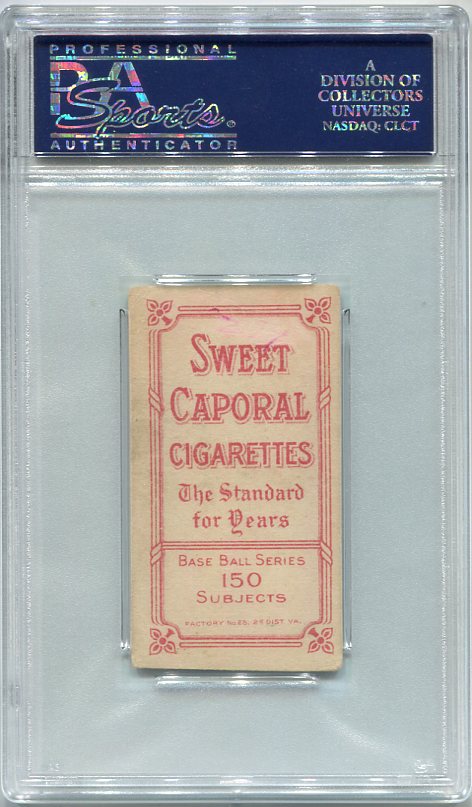 PROFESSIONAL
PSA
Sports.
AUTHENTICATOR
A
DIVISION OF
COLLECTORS
UNIVERSE
NASDAQ: CLCT
SWEET
CAPORAL
CIGARETTES
The Standard
for Years
BASE BALL SERIES
150
SUBJECTS
FACTORY No. 25, 2D DIST. VA.